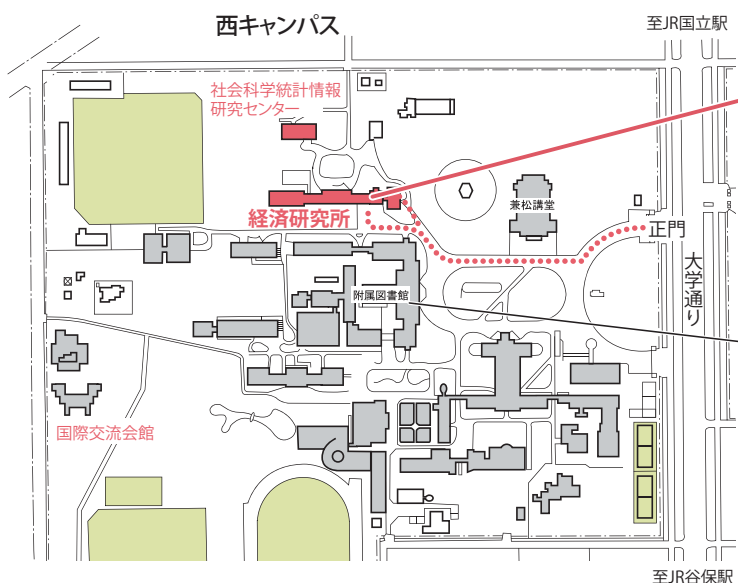 西キャンパス
至JR国立駅
社会科学統計情報
研究センター
経済研究所
兼松講堂
正門
大学通り
附属図書館
国際交流会館
至JR谷保駅